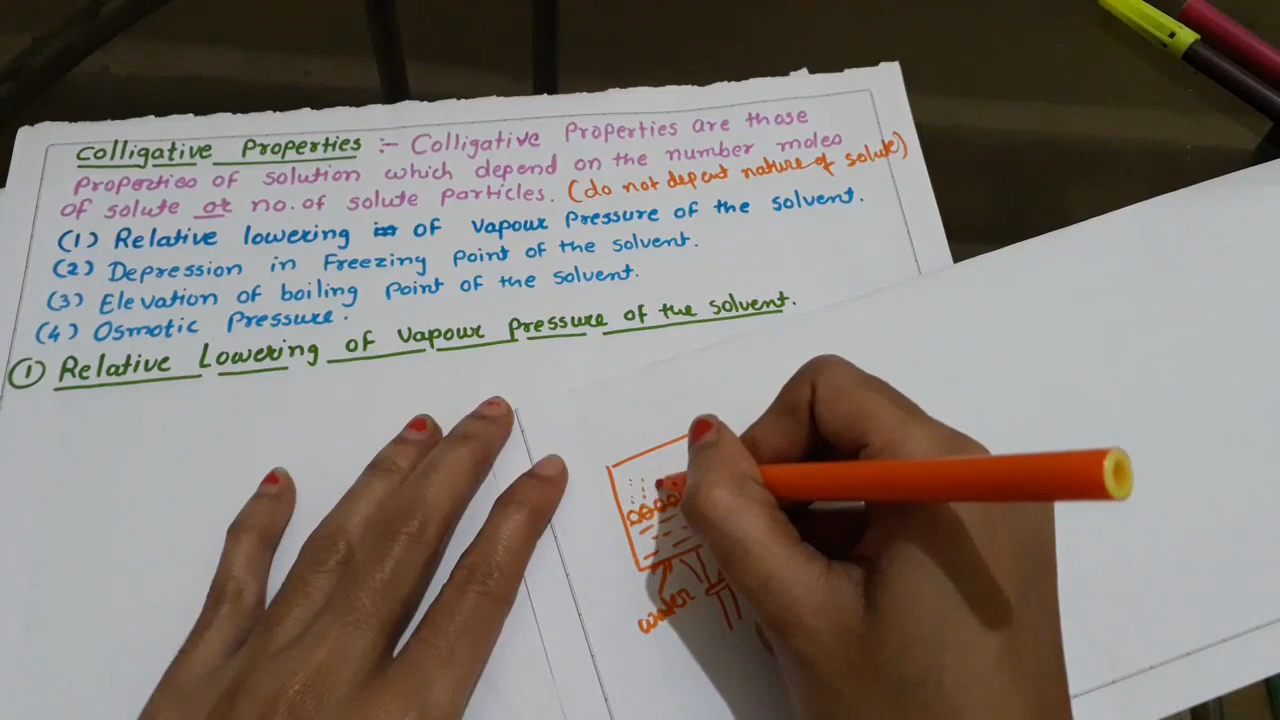 Colligative Properties :- Colligative Properties are those
Properties of solution which depend on the number moles
of solute or no. of solute Particles. (do not depent nature of solute)
(1) Relative lowering in of Vapour Pressure of the solvent.
(2) Depression in Freezing Point of the solvent.
(3) Elevation of boiling Point of the solvent.
(4) Osmotic Pressure.
① Relative Lowering of Vapour Pressure of the solvent.
water